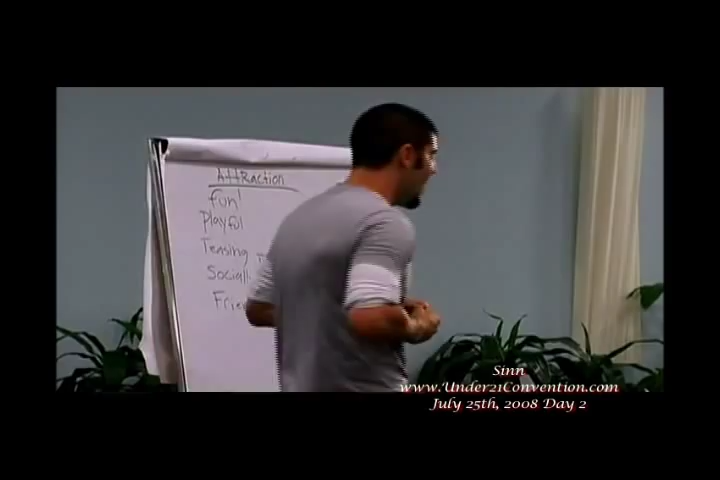 Attraction
fun!
Playful
Teasing
Sinn
www.Under21Convention.com
July 25th, 2008 Day 2